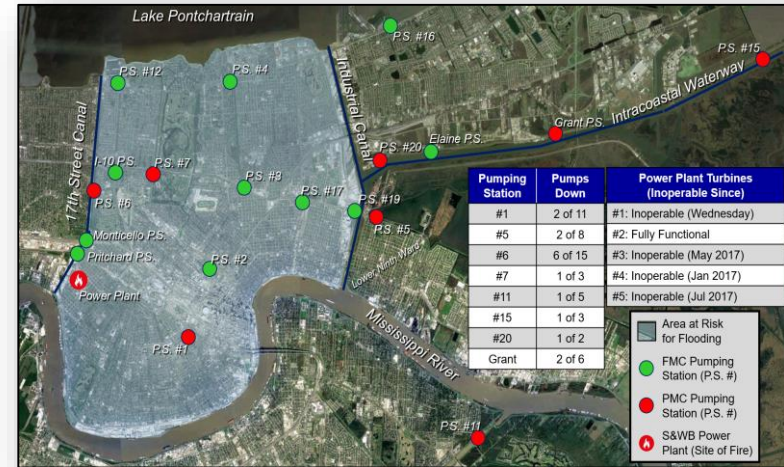 Lake Pontchartrain
P.S. #16
P.S. #15
P.S. #12
P.S. #4
17th Street Canal
Industrial Canal
Intracoastal Waterway
Grant P.S.
Elaine P.S.
P.S. #20
I-10 P.S.
P.S. #7
P.S. #6
P.S. #3
P.S. #17
P.S. #19
P.S. #5
Monticello P.S.
Pritchard P.S.
Power Plant
P.S. #2
Lower Ninth Ward
Mississippi River
P.S. #1
P.S. #11
Pumping Station Pumps Down
#1 2 of 11
#5 2 of 8
#6 6 of 15
#7 1 of 3
#11 1 of 5
#15 1 of 3
#20 1 of 2
Grant 2 of 6
Power Plant Turbines
(Inoperable Since)
#1: Inoperable (Wednesday)
#2: Fully Functional
#3: Inoperable (May 2017)
#4: Inoperable (Jan 2017)
#5: Inoperable (Jul 2017)
Area at Risk
for Flooding
FMC Pumping
Station (P.S. #)
PMC Pumping
Station (P.S. #)
S&WB Power
Plant (Site of Fire)